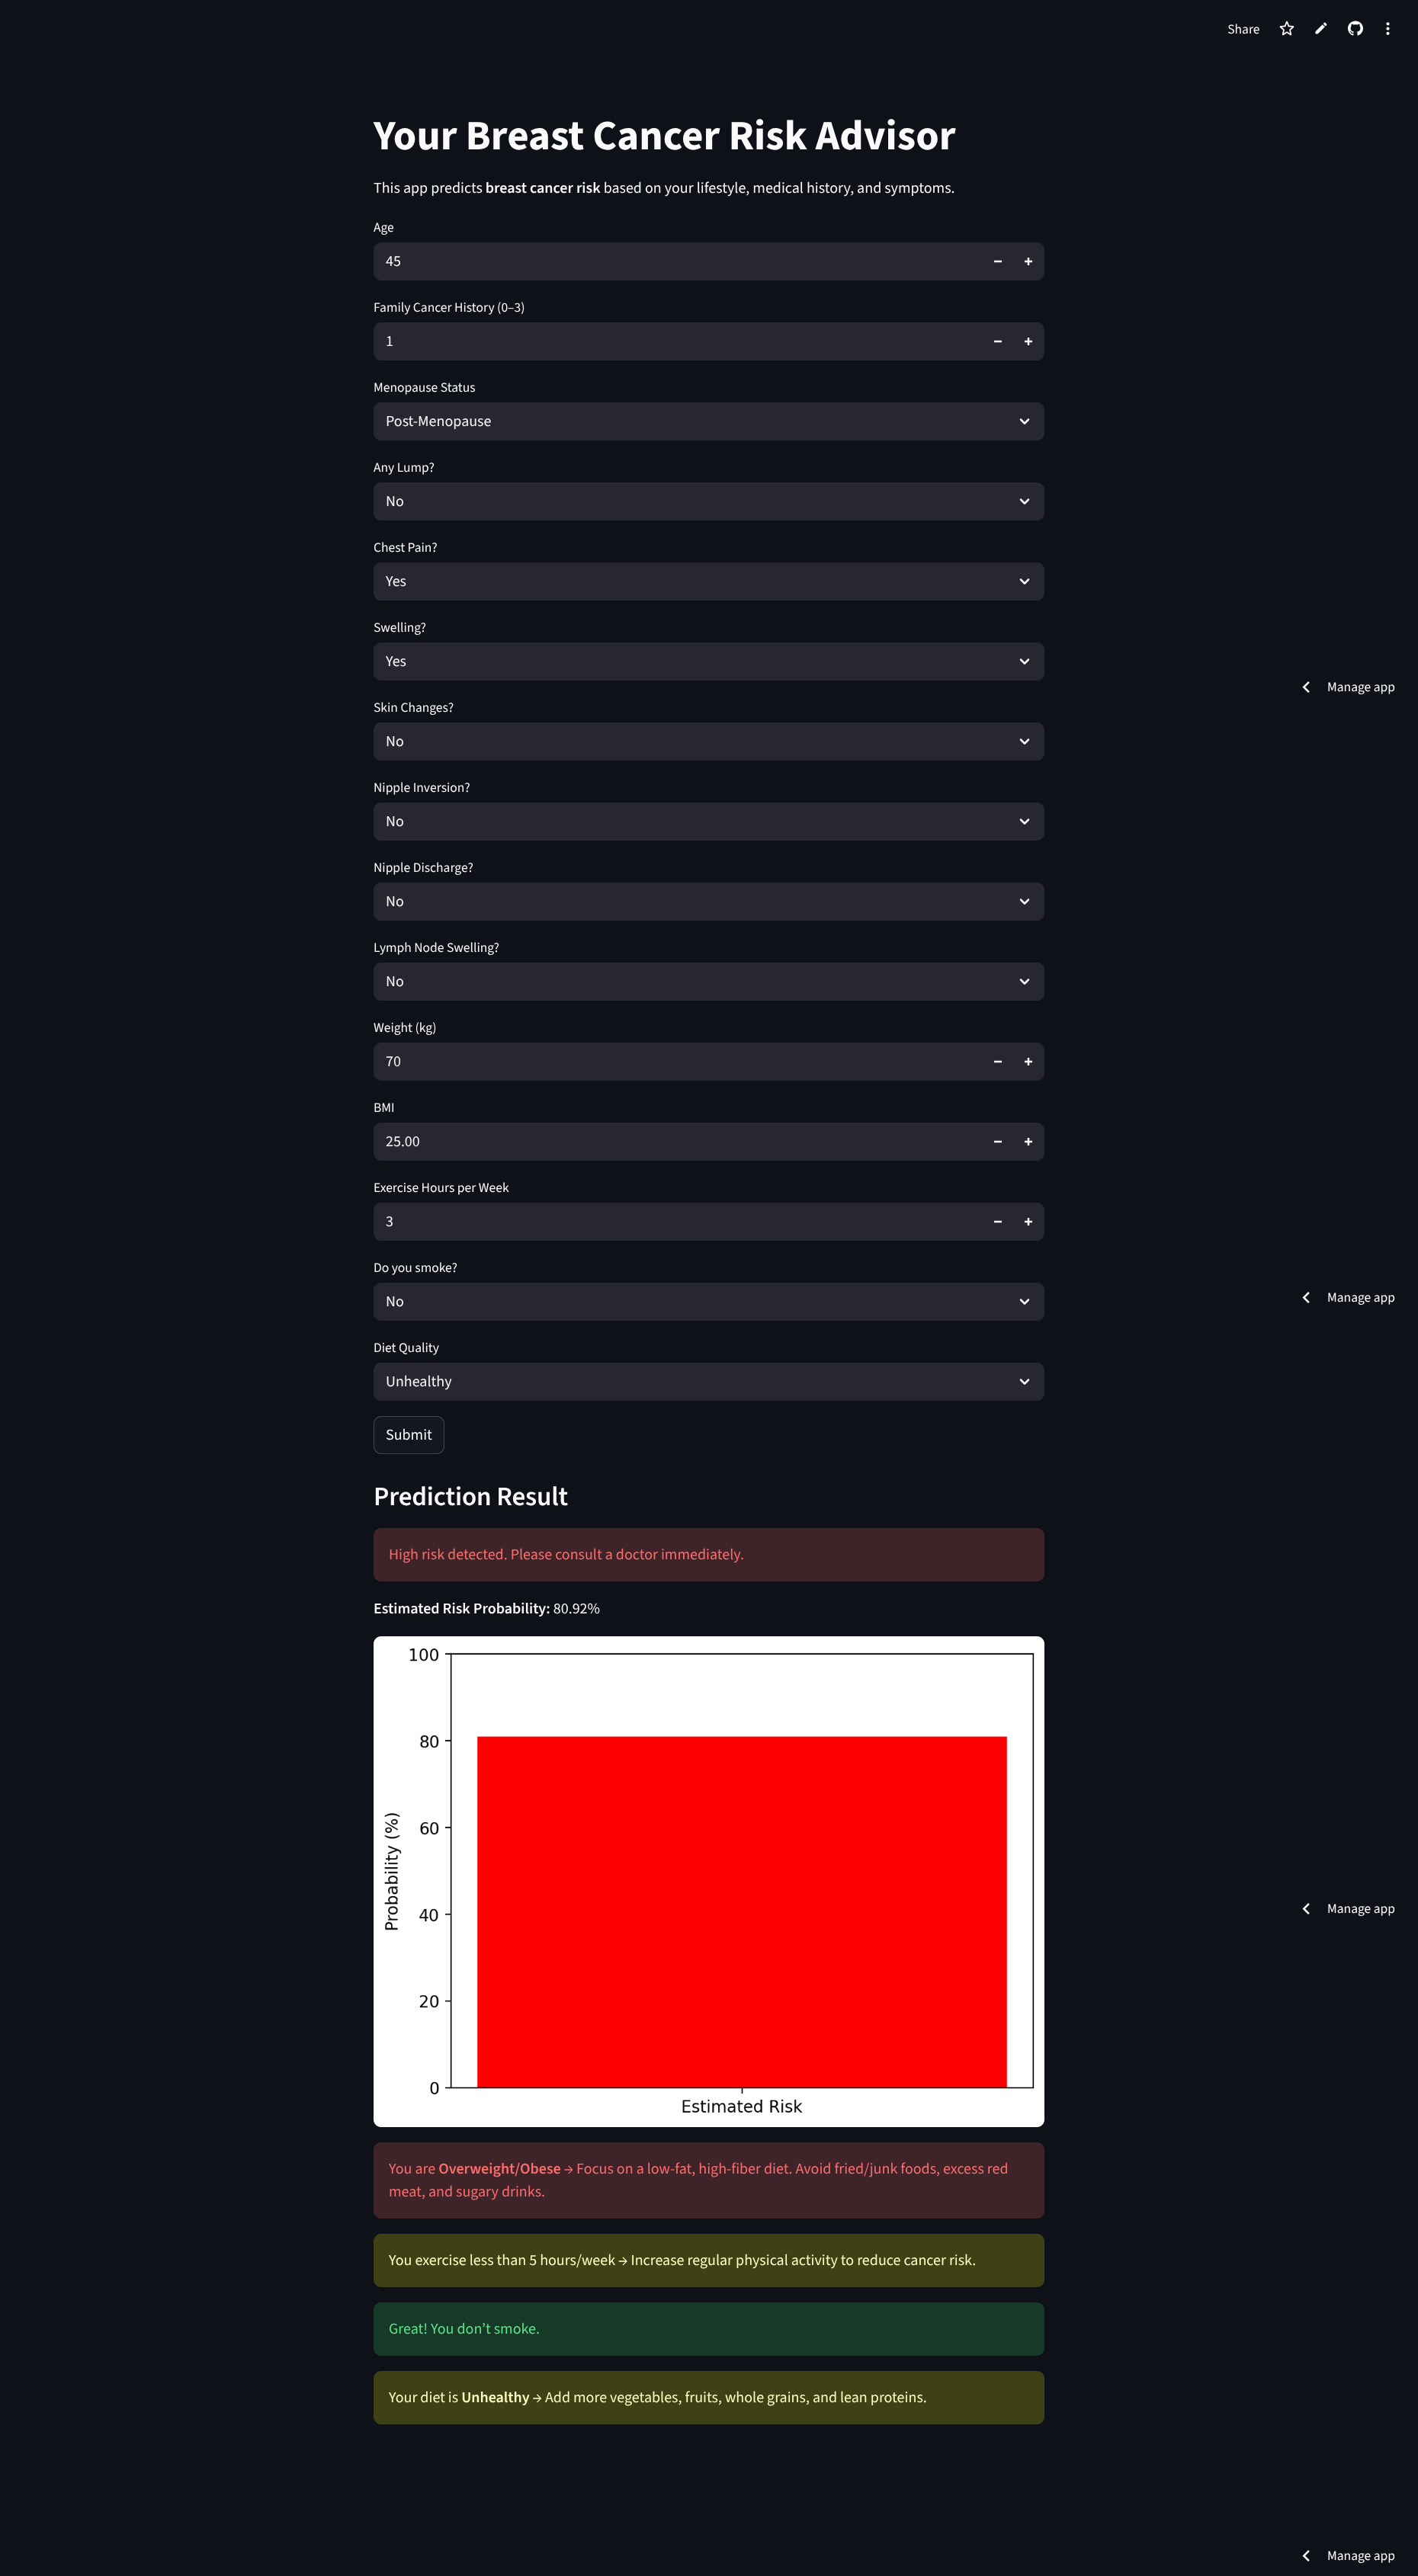 Share
Your Breast Cancer Risk Advisor
This app predicts breast cancer risk based on your lifestyle, medical history, and symptoms.
Age
45
Family Cancer History (0–3)
1
Menopause Status
Post-Menopause
Any Lump?
No
Chest Pain?
Yes
Swelling?
Yes
Manage app
Skin Changes?
No
Nipple Inversion?
No
Nipple Discharge?
No
Lymph Node Swelling?
No
Weight (kg)
70
BMI
25.00
Exercise Hours per Week
3
Do you smoke?
No
Manage app
Diet Quality
Unhealthy
Submit
Prediction Result
High risk detected. Please consult a doctor immediately.
Estimated Risk Probability: 80.92%
100
80
60
40
20
0
Probability (%)
Estimated Risk
Manage app
You are Overweight/Obese → Focus on a low-fat, high-fiber diet. Avoid fried/junk foods, excess red
meat, and sugary drinks.
You exercise less than 5 hours/week → Increase regular physical activity to reduce cancer risk.
Great! You don’t smoke.
Your diet is Unhealthy → Add more vegetables, fruits, whole grains, and lean proteins.
Manage app